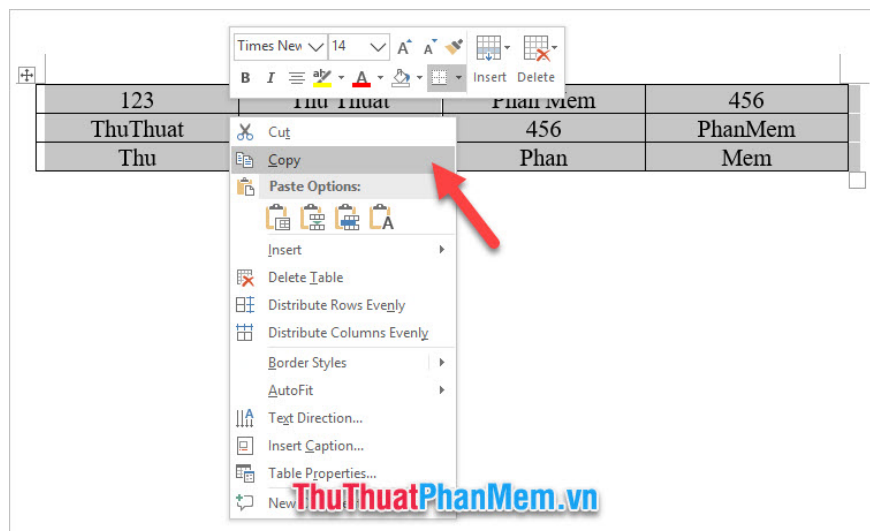 Times New 14
B I A Insert Delete
123 Thu Thuat Phan Mem 456
ThuThuat 456 PhanMem
Thu Phan Mem
Cut
Copy
Paste Options:
Insert
Delete Table
Distribute Rows Evenly
Distribute Columns Evenly
Border Styles
AutoFit
Text Direction...
Insert Caption...
Table Properties...
New
ThuThuatPhanMem.vn